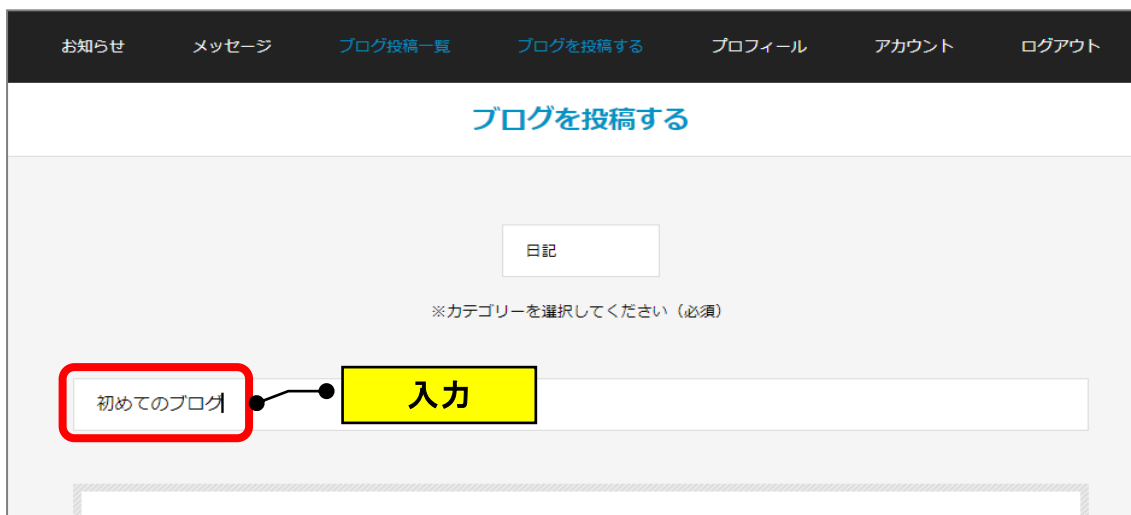 お知らせ メッセージ ブログ投稿一覧 ブログを投稿する プロフィール アカウント ログアウト
ブログを投稿する
日記
※カテゴリーを選択してください（必須）
初めてのブログ 入力